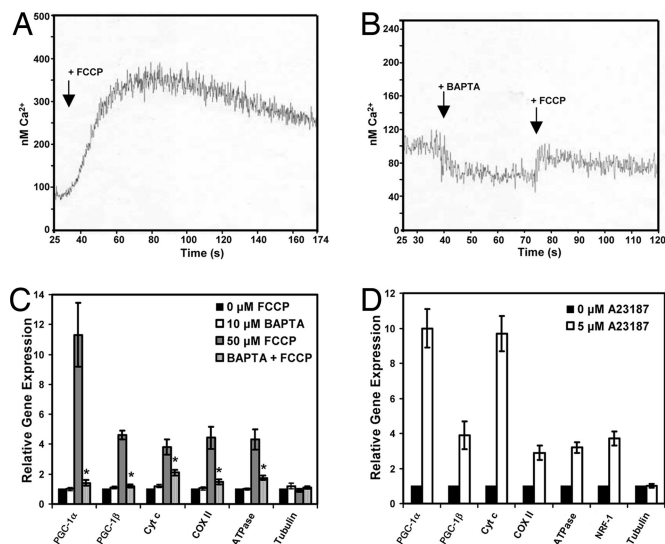 A
nM Ca²⁺
500
400
300
200
100
0
+ FCCP
25 40 60 80 100 120 140 160 174
Time (s)
B
nM Ca²⁺
240
200
160
120
80
40
0
+ BAPTA
+ FCCP
25 30 40 50 60 70 80 90 100 110 120
Time (s)
C
Relative Gene Expression
14
12
10
8
6
4
2
0
0 µM FCCP
10 µM BAPTA
50 µM FCCP
BAPTA + FCCP
* * * * *
PGC-1α PGC-1β Cyt c COX II ATPase Tubulin
D
Relative Gene Expression
12
10
8
6
4
2
0
0 µM A23187
5 µM A23187
PGC-1α PGC-1β Cyt c COX II ATPase NRF-1 Tubulin